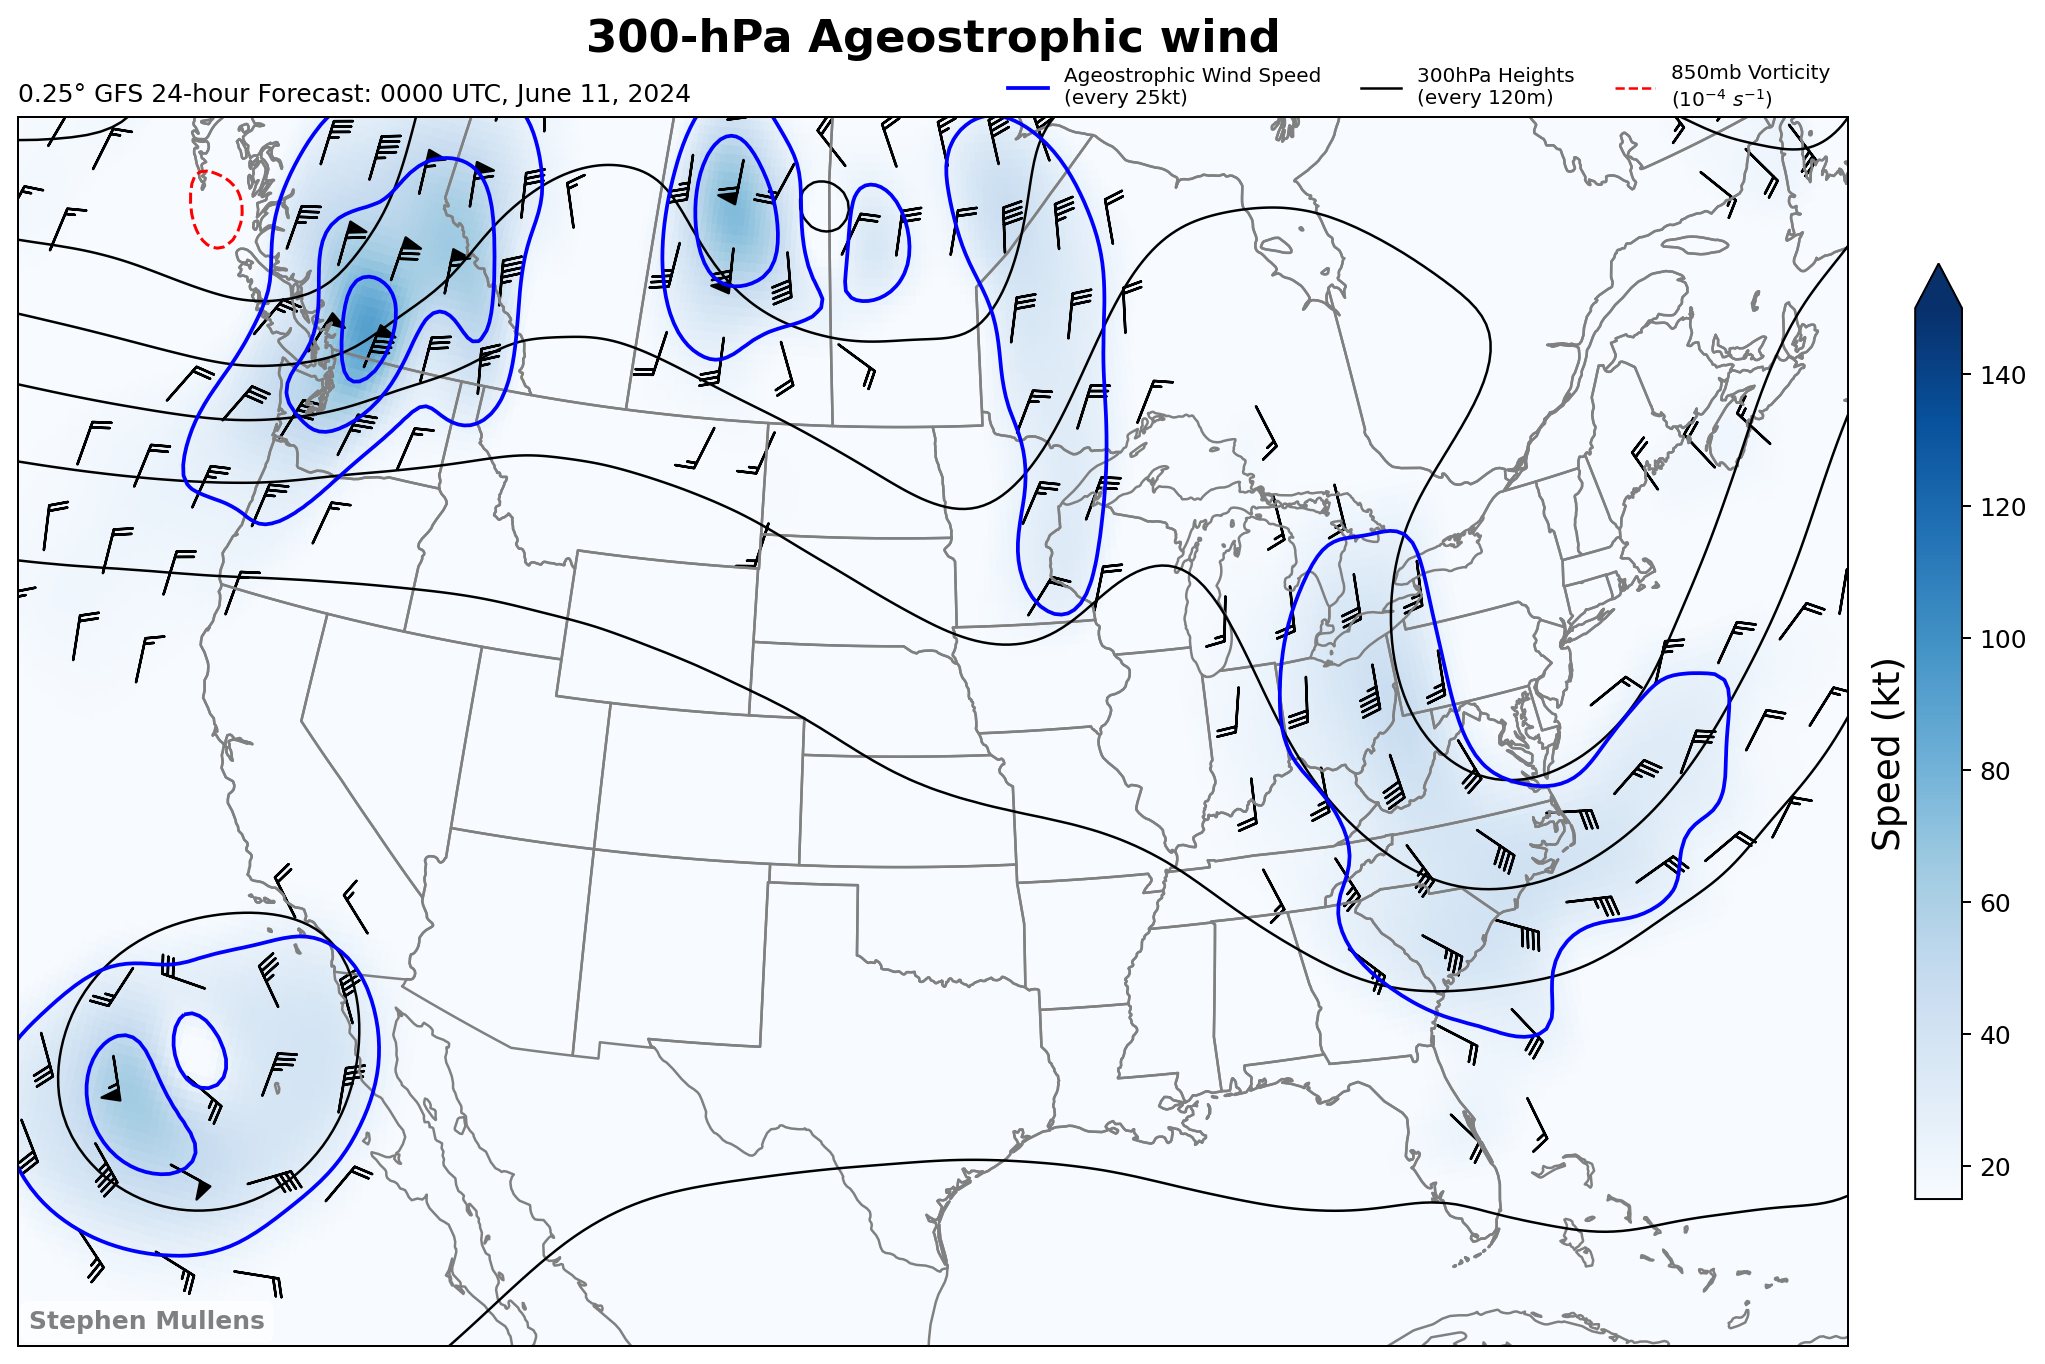 300-hPa Ageostrophic wind
0.25° GFS 24-hour Forecast: 0000 UTC, June 11, 2024
Ageostrophic Wind Speed
(every 25kt)
300hPa Heights
(every 120m)
850mb Vorticity
(10⁻⁴ s⁻¹)
140
120
100
80
60
40
20
Speed (kt)
Stephen Mullens